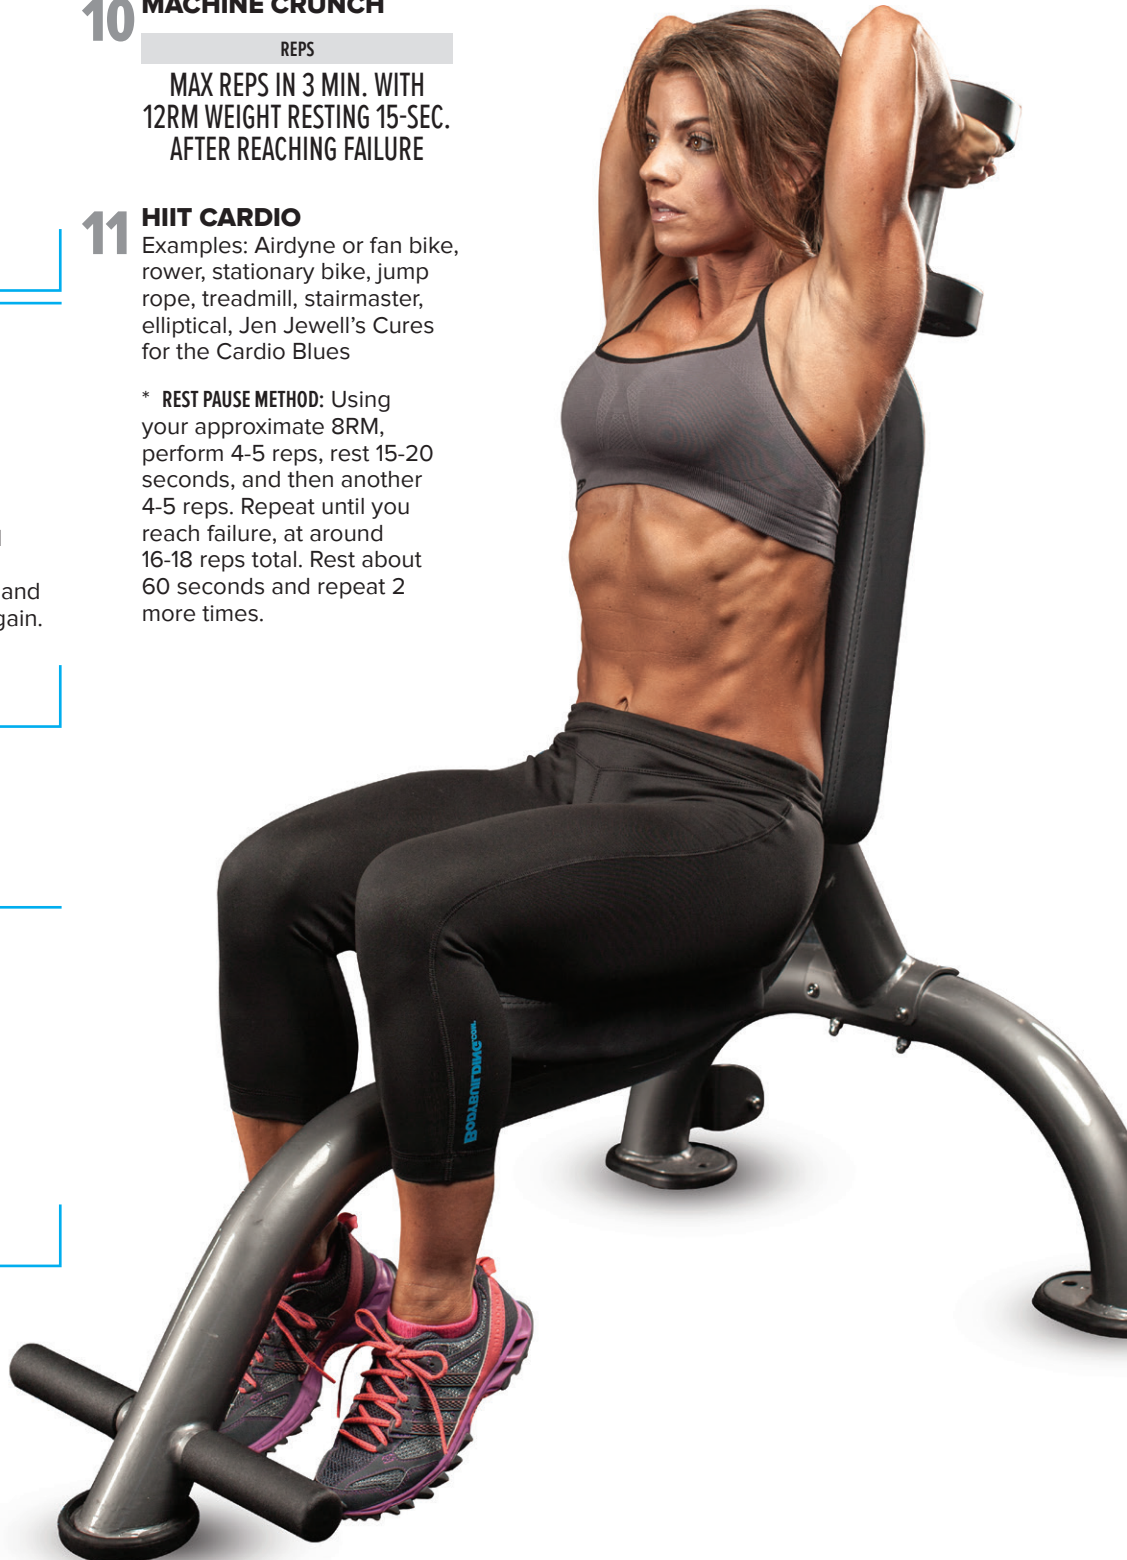 10
MACHINE CRUNCH
REPS
MAX REPS IN 3 MIN. WITH
12RM WEIGHT RESTING 15-SEC.
AFTER REACHING FAILURE
11
HIIT CARDIO
Examples: Airdyne or fan bike,
rower, stationary bike, jump
rope, treadmill, stairmaster,
elliptical, Jen Jewell's Cures
for the Cardio Blues
* REST PAUSE METHOD: Using
your approximate 8RM,
perform 4-5 reps, rest 15-20
seconds, and then another
4-5 reps. Repeat until you
reach failure, at around
16-18 reps total. Rest about
60 seconds and repeat 2
more times.
and
gain.
BODYBUILDING.COM